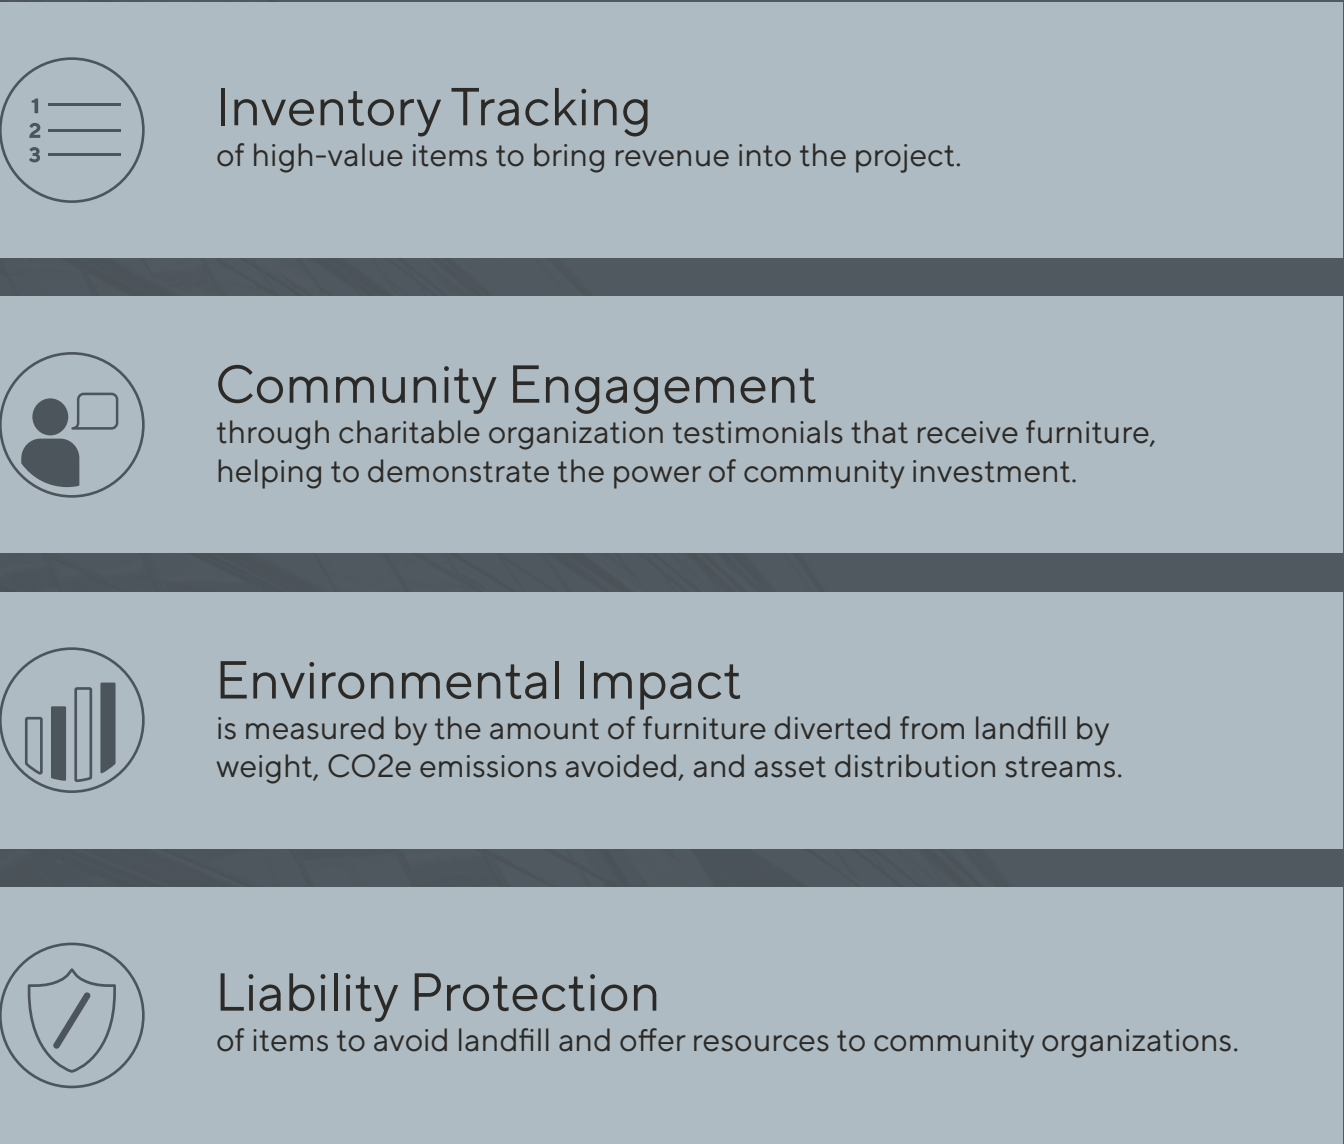 1
2
3
Inventory Tracking
of high-value items to bring revenue into the project.
Community Engagement
through charitable organization testimonials that receive furniture,
helping to demonstrate the power of community investment.
Environmental Impact
is measured by the amount of furniture diverted from landfill by
weight, CO2e emissions avoided, and asset distribution streams.
Liability Protection
of items to avoid landfill and offer resources to community organizations.